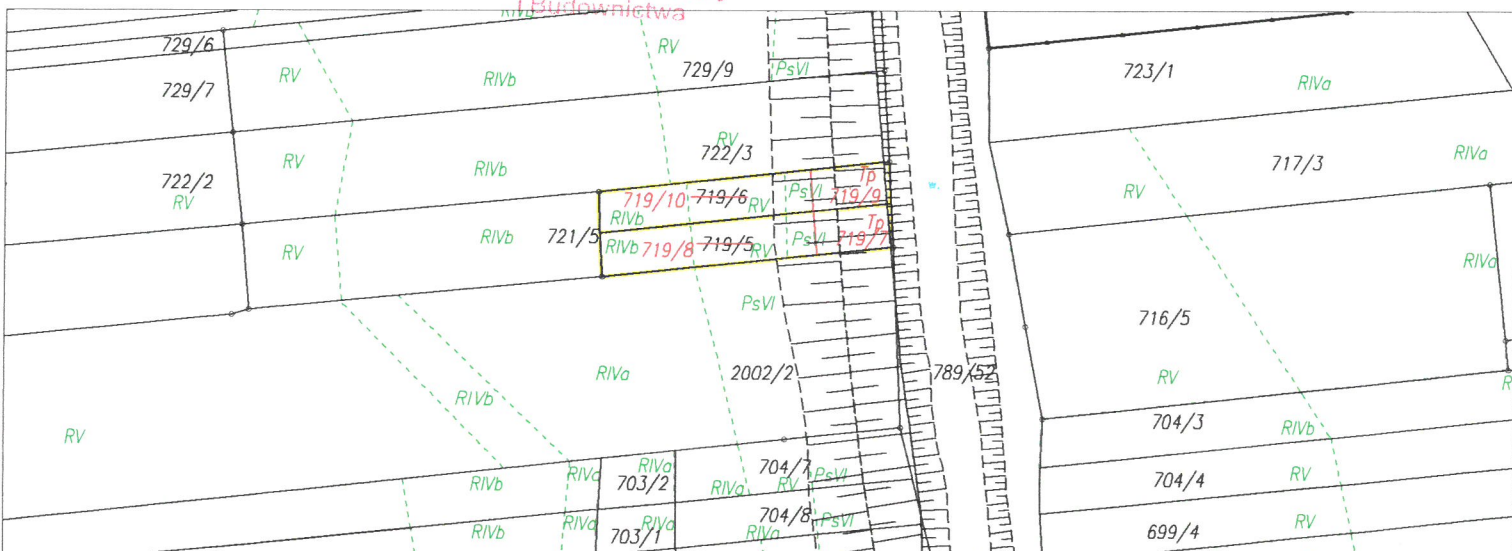 i Budownictwa
RIVb
729/6
RV
729/7
RV
RIVb
729/9
PsVI
723/1
RIVa
RV
722/3
RV
RIVb
722/2
RV
717/3
RIVa
RV
PsVI
Tp
719/10
719/6
RV
719/9
RIVb
Tp
721/5
RIVb
719/8
719/5
RV
PsVI
719/7
RIVb
RV
RIVa
PsVI
716/5
RIVa
2002/2
789/52
RV
R
RIVb
RV
704/3
RIVb
RIVa
RIVa
704/7
PsVI
RIVb
703/2
RIVa
RV
704/4
RV
704/8
PsVI
RIVb
RIVa
RIVa
703/1
RIVa
699/4
RV